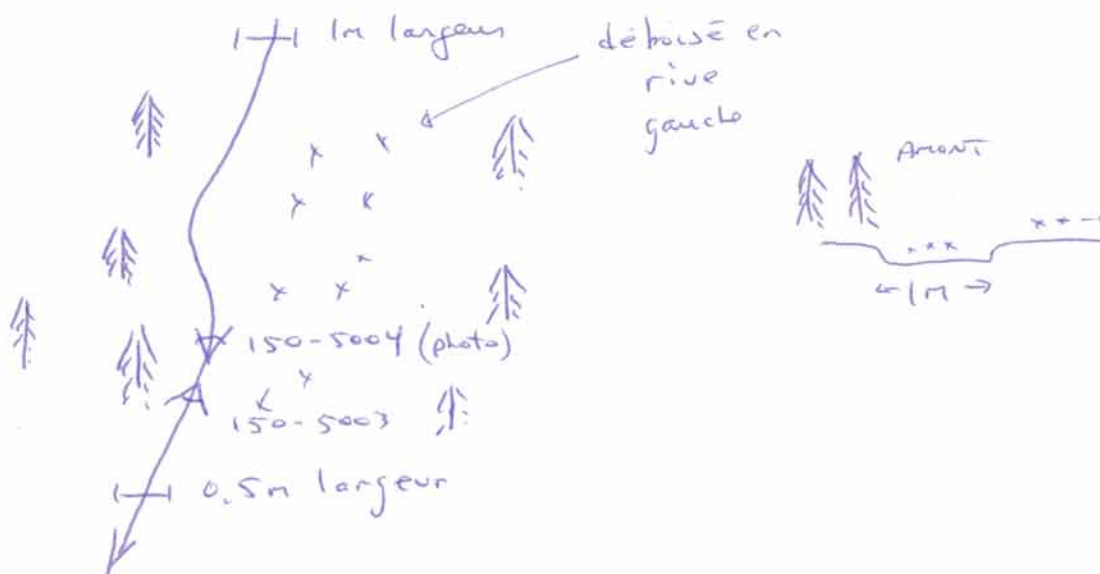 1m largeur
déboisé en
rive
gauche
AMONT
1M
150-5004 (photo)
150-5003
0.5m largeur